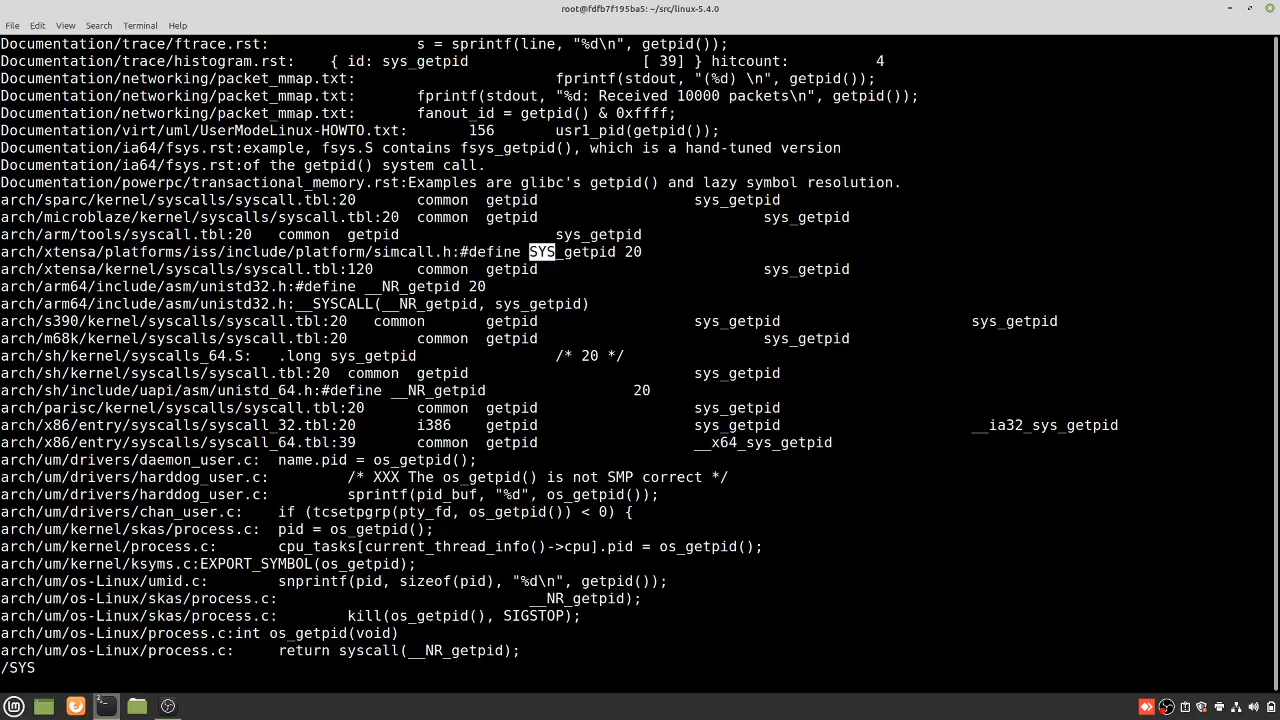 root@fdfb7f195ba5: ~/src/linux-5.4.0
File Edit View Search Terminal Help
Documentation/trace/ftrace.rst: s = sprintf(line, "%d\n", getpid());
Documentation/trace/histogram.rst: { id: sys_getpid [ 39] } hitcount: 4
Documentation/networking/packet_mmap.txt: fprintf(stdout, "(%d) \n", getpid());
Documentation/networking/packet_mmap.txt: fprintf(stdout, "%d: Received 10000 packets\n", getpid());
Documentation/networking/packet_mmap.txt: fanout_id = getpid() & 0xffff;
Documentation/virt/uml/UserModeLinux-HOWTO.txt: 156 usr1_pid(getpid());
Documentation/ia64/fsys.rst:example, fsys.S contains fsys_getpid(), which is a hand-tuned version
Documentation/ia64/fsys.rst:of the getpid() system call.
Documentation/powerpc/transactional_memory.rst:Examples are glibc's getpid() and lazy symbol resolution.
arch/sparc/kernel/syscalls/syscall.tbl:20 common getpid sys_getpid
arch/microblaze/kernel/syscalls/syscall.tbl:20 common getpid sys_getpid
arch/arm/tools/syscall.tbl:20 common getpid sys_getpid
arch/xtensa/platforms/iss/include/platform/simcall.h:#define SYS_getpid 20
arch/xtensa/kernel/syscalls/syscall.tbl:120 common getpid sys_getpid
arch/arm64/include/asm/unistd32.h:#define __NR_getpid 20
arch/arm64/include/asm/unistd32.h:__SYSCALL(__NR_getpid, sys_getpid)
arch/s390/kernel/syscalls/syscall.tbl:20 common getpid sys_getpid sys_getpid
arch/m68k/kernel/syscalls/syscall.tbl:20 common getpid sys_getpid
arch/sh/kernel/syscalls_64.S: .long sys_getpid /* 20 */
arch/sh/kernel/syscalls/syscall.tbl:20 common getpid sys_getpid
arch/sh/include/uapi/asm/unistd_64.h:#define __NR_getpid 20
arch/parisc/kernel/syscalls/syscall.tbl:20 common getpid sys_getpid
arch/x86/entry/syscalls/syscall_32.tbl:20 i386 getpid sys_getpid __ia32_sys_getpid
arch/x86/entry/syscalls/syscall_64.tbl:39 common getpid __x64_sys_getpid
arch/um/drivers/daemon_user.c: name.pid = os_getpid();
arch/um/drivers/harddog_user.c: /* XXX The os_getpid() is not SMP correct */
arch/um/drivers/harddog_user.c: sprintf(pid_buf, "%d", os_getpid());
arch/um/drivers/chan_user.c: if (tcsetpgrp(pty_fd, os_getpid()) < 0) {
arch/um/kernel/skas/process.c: pid = os_getpid();
arch/um/kernel/process.c: cpu_tasks[current_thread_info()->cpu].pid = os_getpid();
arch/um/kernel/ksyms.c:EXPORT_SYMBOL(os_getpid);
arch/um/os-Linux/umid.c: snprintf(pid, sizeof(pid), "%d\n", getpid());
arch/um/os-Linux/skas/process.c: __NR_getpid);
arch/um/os-Linux/skas/process.c: kill(os_getpid(), SIGSTOP);
arch/um/os-Linux/process.c:int os_getpid(void)
arch/um/os-Linux/process.c: return syscall(__NR_getpid);
/SYS